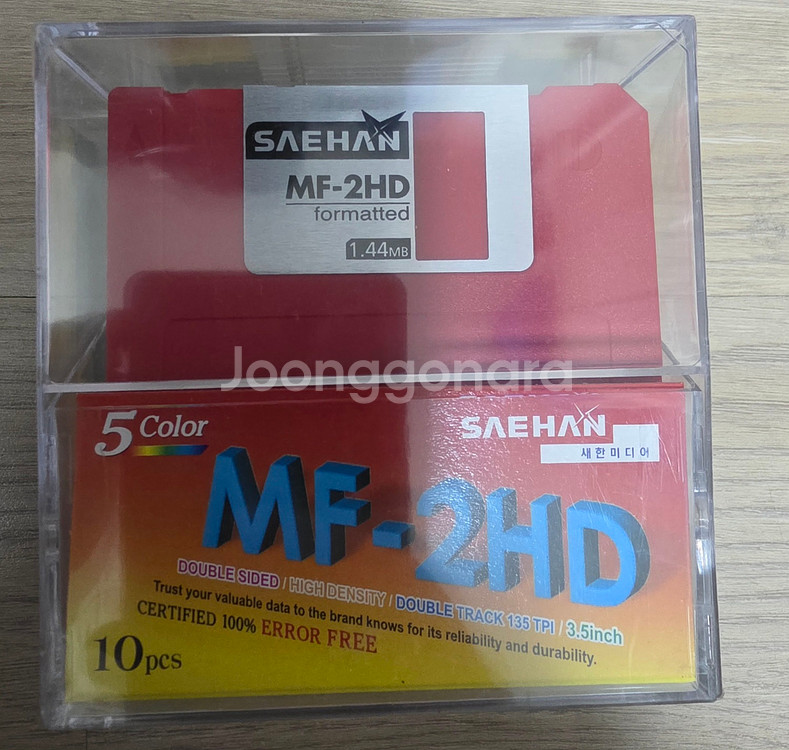 SAEHAN
MF-2HD
formatted
1.44MB
Joonggonara
5 Color
SAEHAN
새한미디어
MF-2HD
DOUBLE SIDED / HIGH DENSITY / DOUBLE TRACK 135 TPI / 3.5inch
Trust your valuable data to the brand knows for its reliability and durability.
CERTIFIED 100% ERROR FREE
10pcs